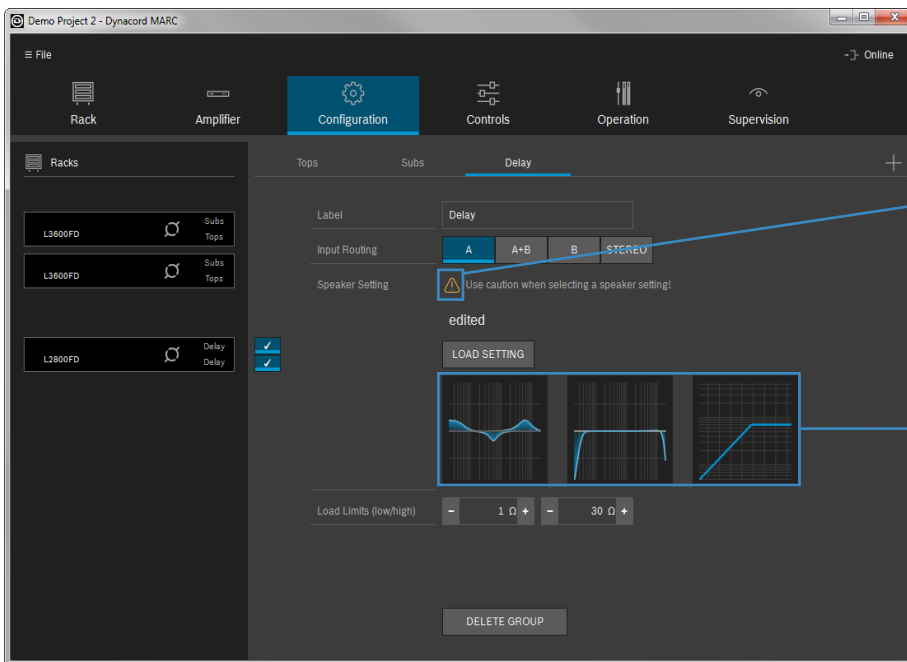 Demo Project 2 - Dynacord MARC
≡ File
Online
Rack Amplifier Configuration Controls Operation Supervision
Racks
Tops Subs Delay
L3600FD
Subs
Tops
L3600FD
Subs
Tops
L2800FD
Delay
Delay
Label Delay
Input Routing A A+B B STEREO
Speaker Setting Use caution when selecting a speaker setting!
edited
LOAD SETTING
Load Limits (low/high) - 1 Ω + - 30 Ω +
DELETE GROUP